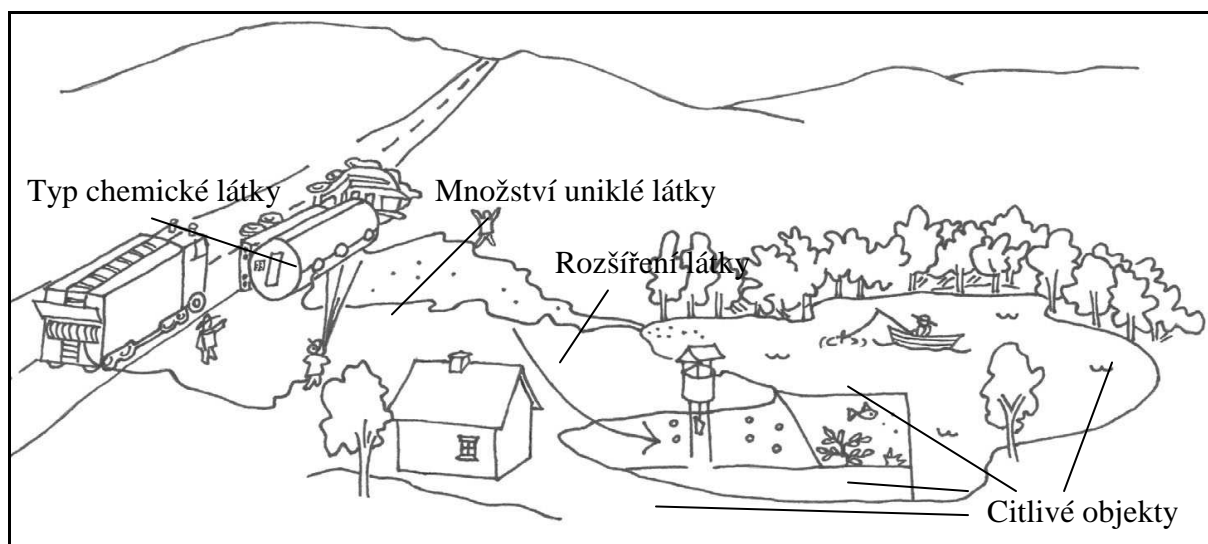 Typ chemické látky
Množství uniklé látky
Rozšíření látky
Citlivé objekty